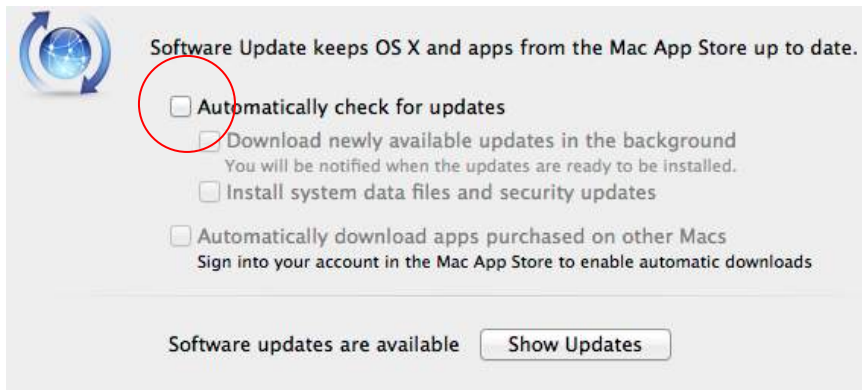 Software Update keeps OS X and apps from the Mac App Store up to date.
Automatically check for updates
Download newly available updates in the background
You will be notified when the updates are ready to be installed.
Install system data files and security updates
Automatically download apps purchased on other Macs
Sign into your account in the Mac App Store to enable automatic downloads
Software updates are available Show Updates